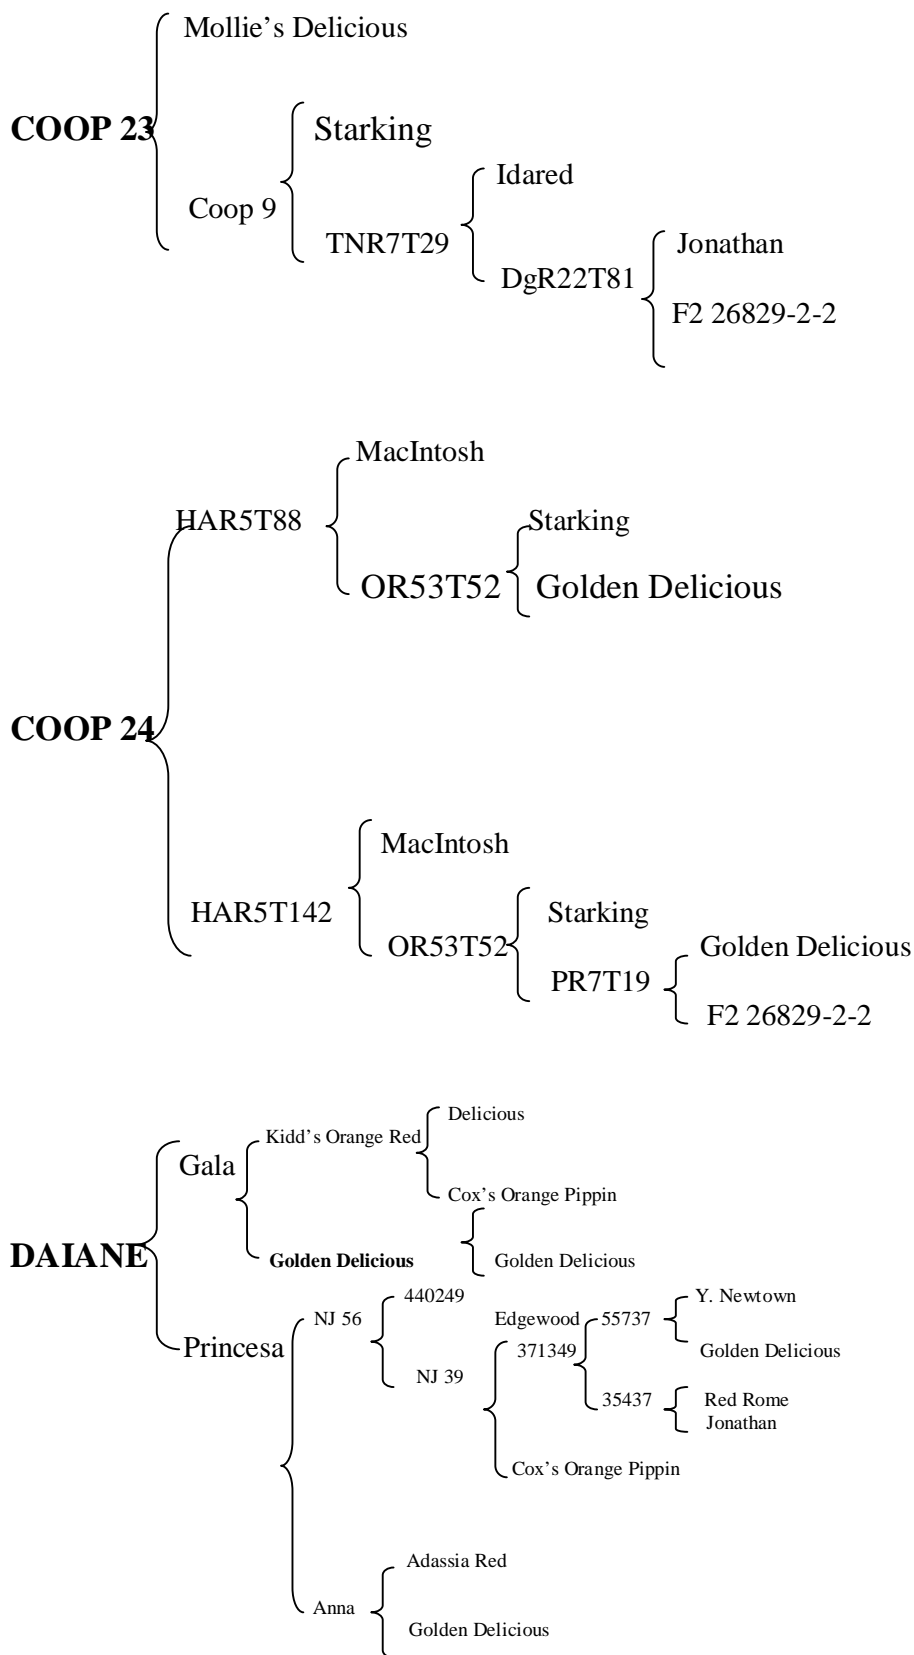 Mollie’s Delicious
COOP 23
Starking
Idared
Coop 9
TNR7T29
Jonathan
DgR22T81
F2 26829-2-2
MacIntosh
HAR5T88
Starking
OR53T52
Golden Delicious
COOP 24
MacIntosh
HAR5T142
Starking
OR53T52
Golden Delicious
PR7T19
F2 26829-2-2
Delicious
Kidd’s Orange Red
Gala
Cox’s Orange Pippin
DAIANE
Golden Delicious
Golden Delicious
440249
Y. Newtown
NJ 56
Edgewood
55737
Princesa
371349
Golden Delicious
NJ 39
35437
Red Rome
Jonathan
Cox’s Orange Pippin
Adassia Red
Anna
Golden Delicious